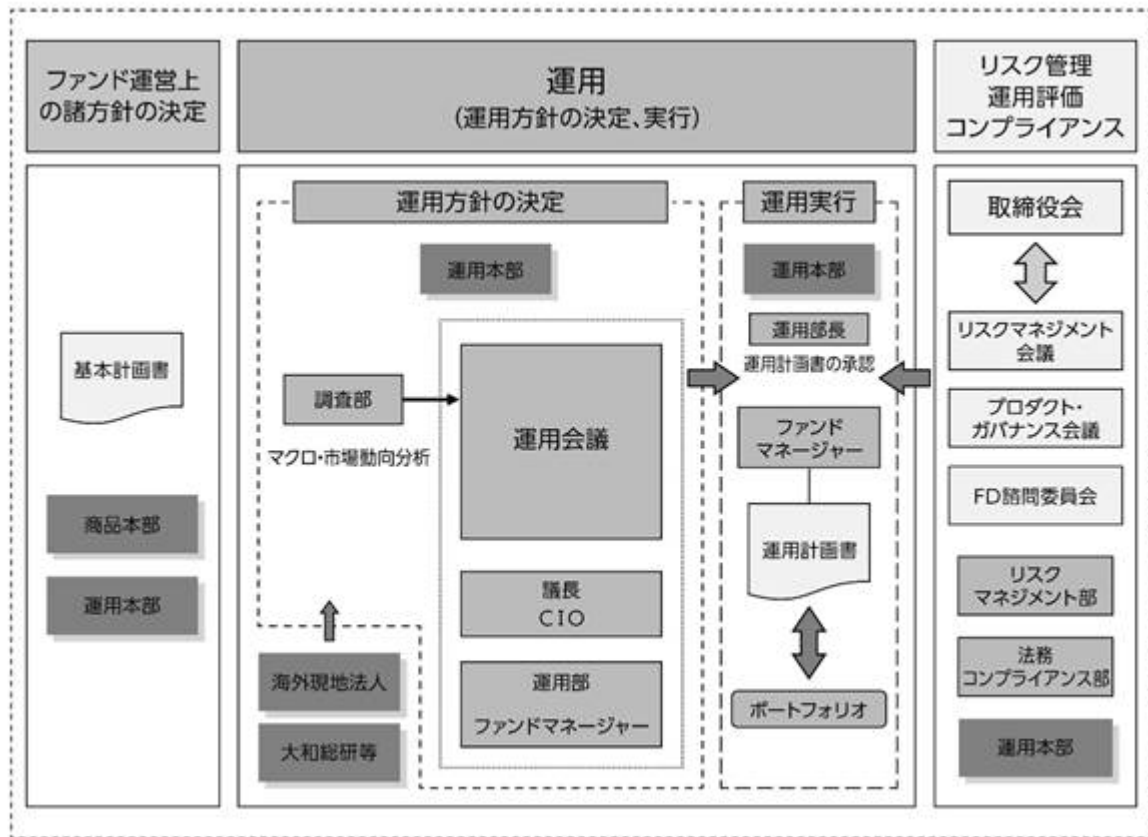 ファンド運営上
の諸方針の決定
運用
(運用方針の決定、実行)
リスク管理
運用評価
コンプライアンス
基本計画書
商品本部
運用本部
運用方針の決定
運用本部
調査部
マクロ・市場動向分析
運用会議
議長
CIO
運用部
ファンドマネージャー
海外現地法人
大和総研等
運用実行
運用本部
運用部長
運用計画書の承認
ファンド
マネージャー
運用計画書
ポートフォリオ
取締役会
リスクマネジメント
会議
プロダクト・
ガバナンス会議
FD諮問委員会
リスク
マネジメント部
法務
コンプライアンス部
運用本部